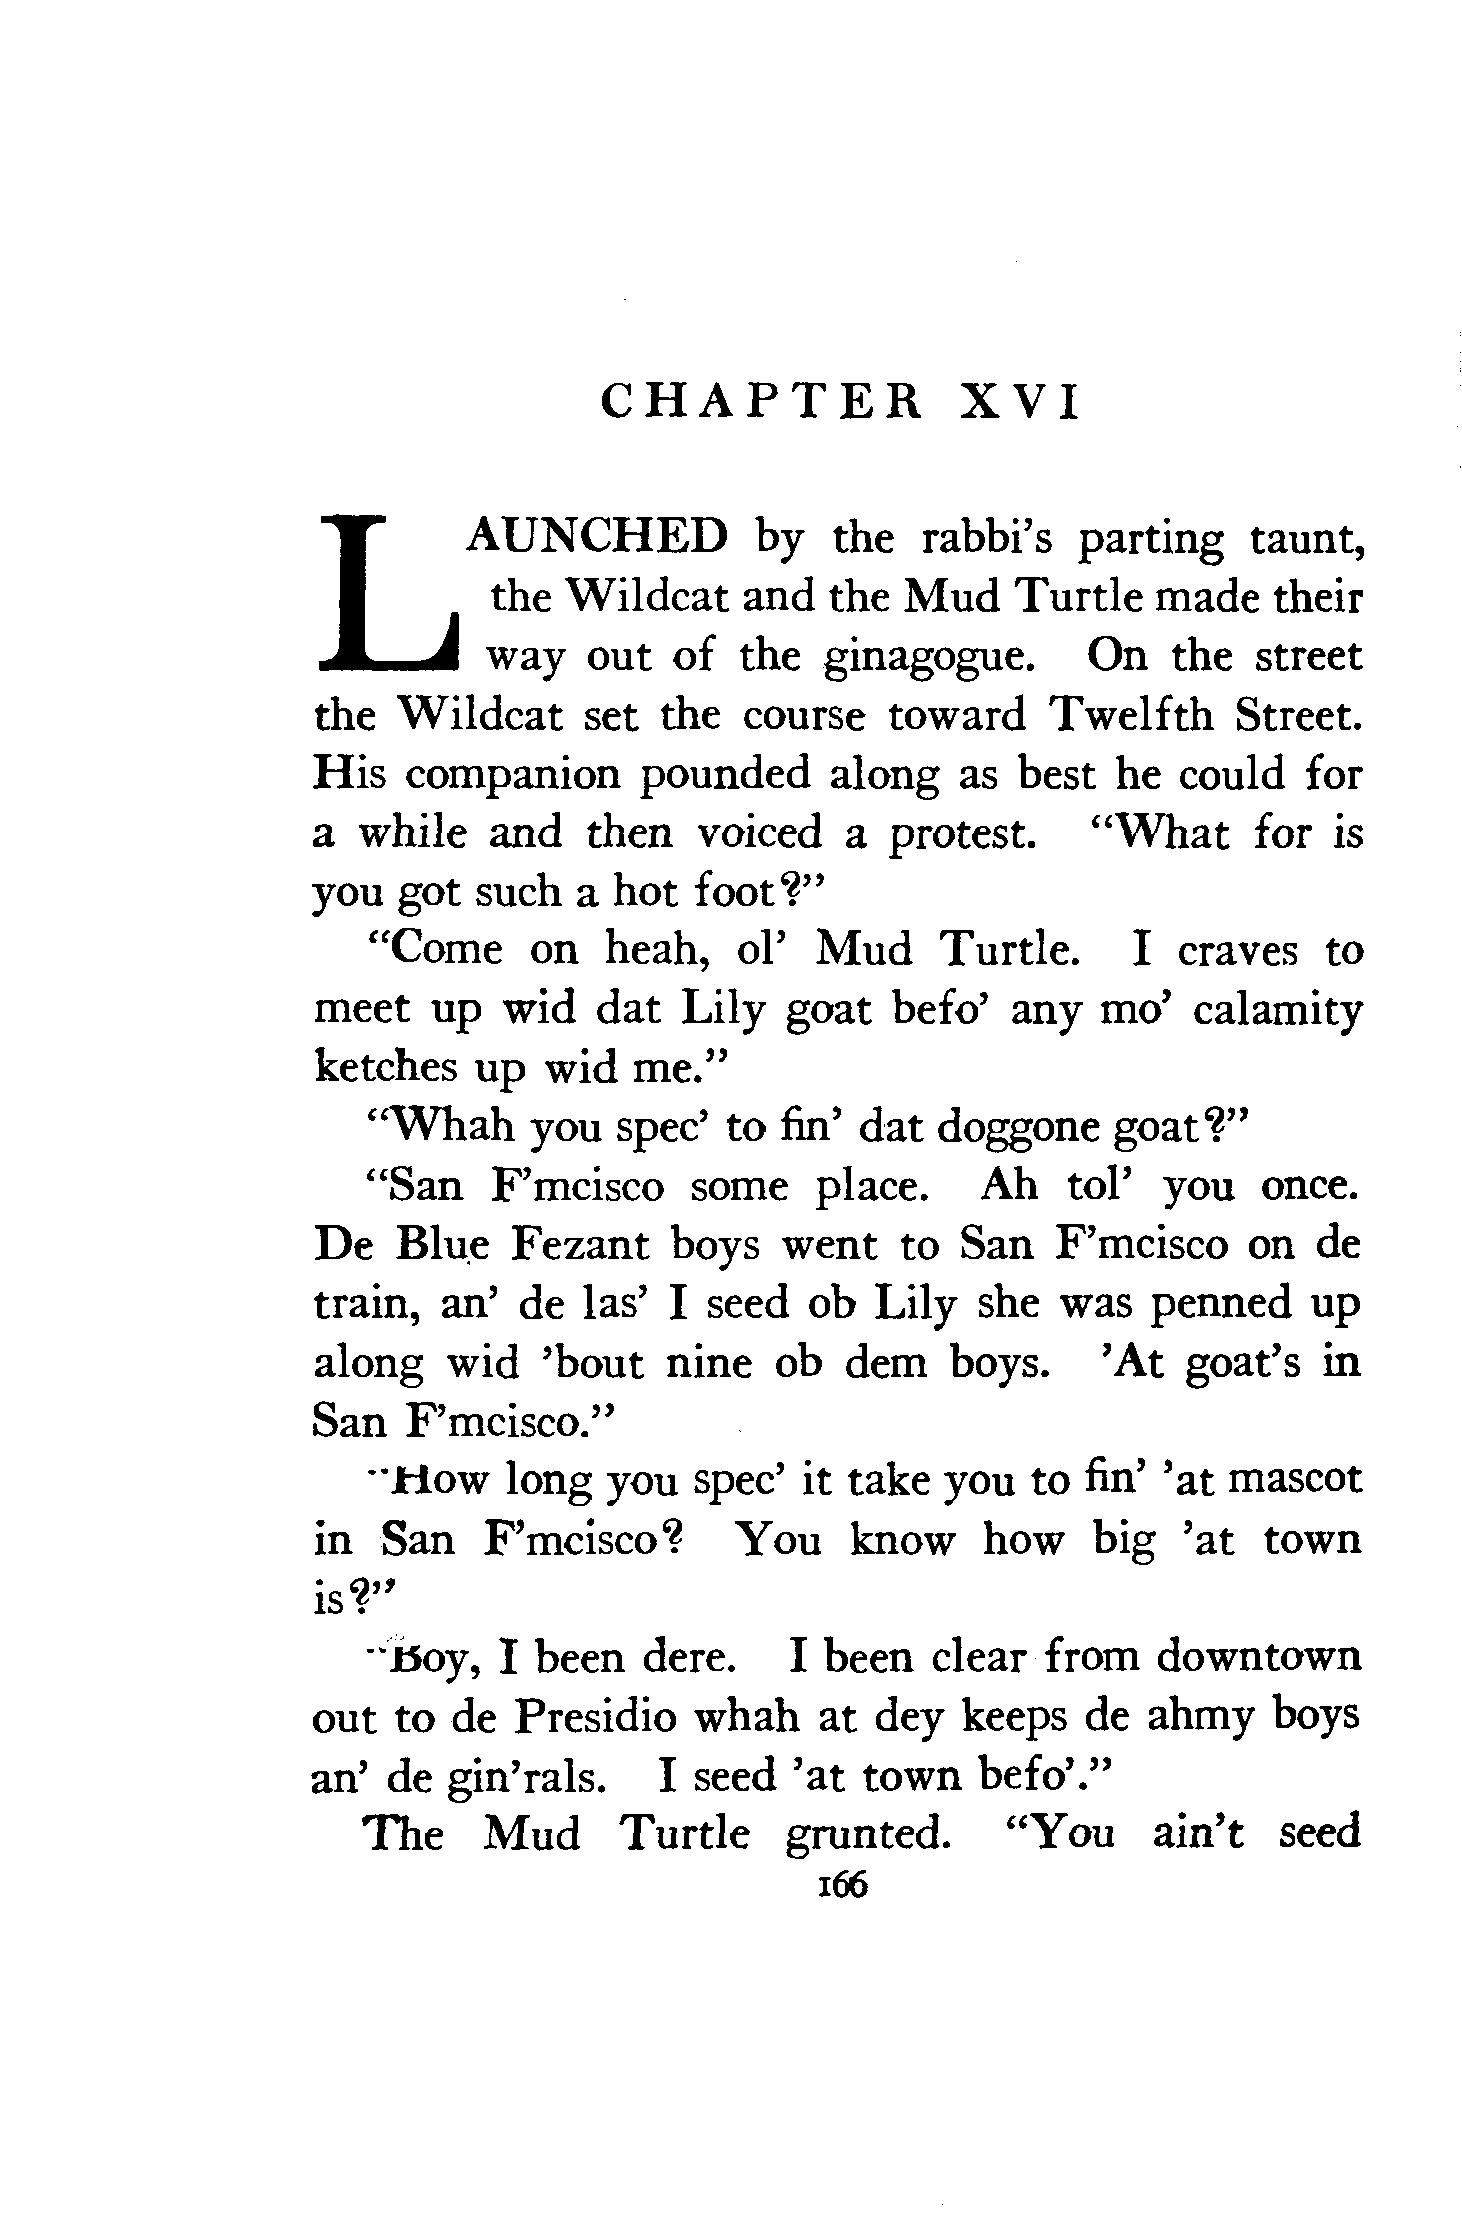 CHAPTER XVI
LAUNCHED by the rabbi's parting taunt,
the Wildcat and the Mud Turtle made their
way out of the ginagogue. On the street
the Wildcat set the course toward Twelfth Street.
His companion pounded along as best he could for
a while and then voiced a protest. “What for is
you got such a hot foot?”
“Come on heah, ol’ Mud Turtle. I craves to
meet up wid dat Lily goat befo’ any mo’ calamity
ketches up wid me.”
“Whah you spec’ to fin’ dat doggone goat?”
“San F’mcisco some place. Ah tol’ you once.
De Blue Fezant boys went to San F’mcisco on de
train, an’ de las’ I seed ob Lily she was penned up
along wid ’bout nine ob dem boys. ’At goat’s in
San F’mcisco.”
“How long you spec’ it take you to fin’ ’at mascot
in San F’mcisco? You know how big ’at town
is?”
“Boy, I been dere. I been clear from downtown
out to de Presidio whah at dey keeps de ahmy boys
an’ de gin’rals. I seed ’at town befo’.”
The Mud Turtle grunted. “You ain’t seed
166